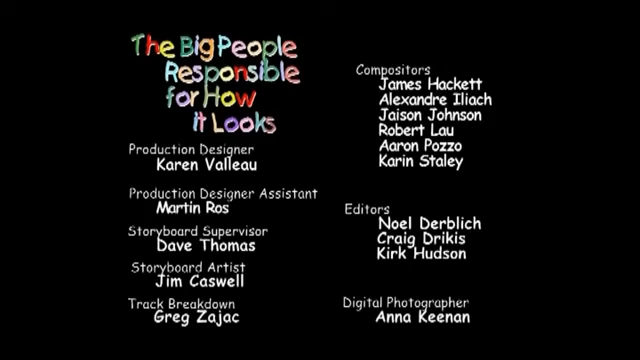 The Big People
Responsible
for How
it Looks
Production Designer
Karen Valleau
Production Designer Assistant
Martin Ros
Storyboard Supervisor
Dave Thomas
Storyboard Artist
Jim Caswell
Track Breakdown
Greg Zajac
Compositors
James Hackett
Alexandre Iliach
Jaison Johnson
Robert Lau
Aaron Pozzo
Karin Staley
Editors
Noel Derblich
Craig Drikis
Kirk Hudson
Digital Photographer
Anna Keenan